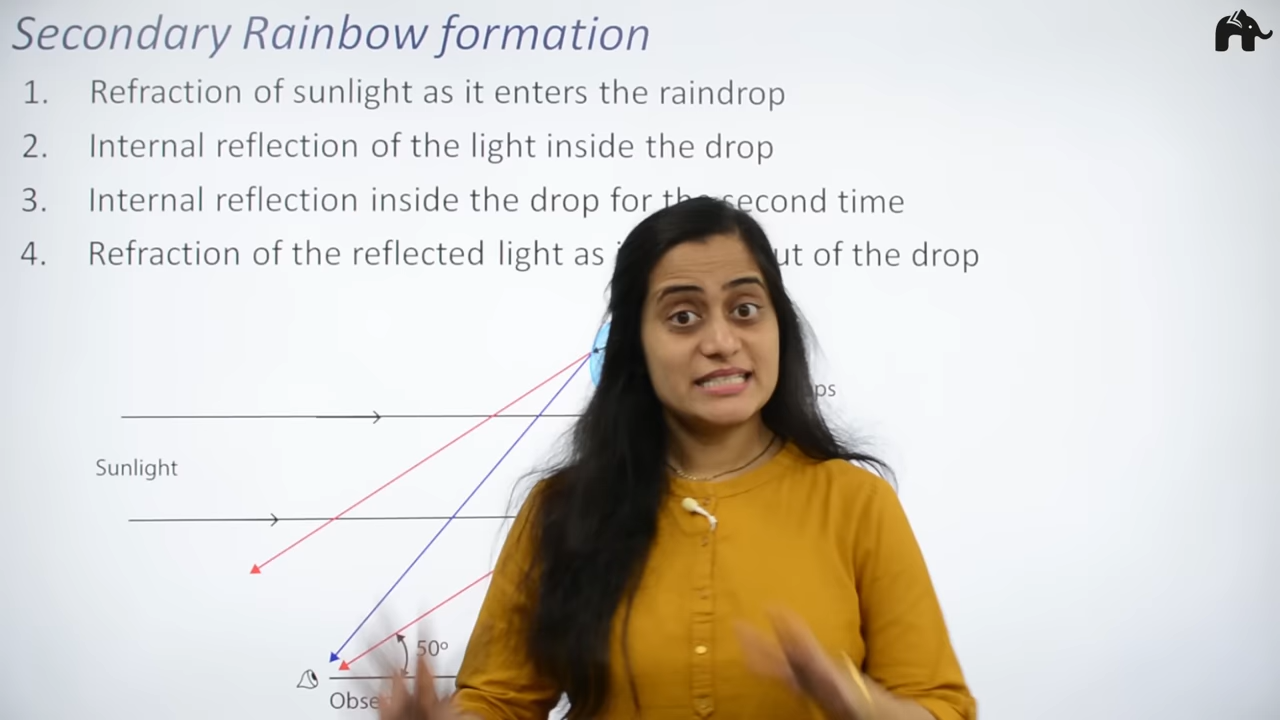 Secondary Rainbow formation
1. Refraction of sunlight as it enters the raindrop
2. Internal reflection of the light inside the drop
3. Internal reflection inside the drop for the second time
4. Refraction of the reflected light as of the drop
Sunlight
50°